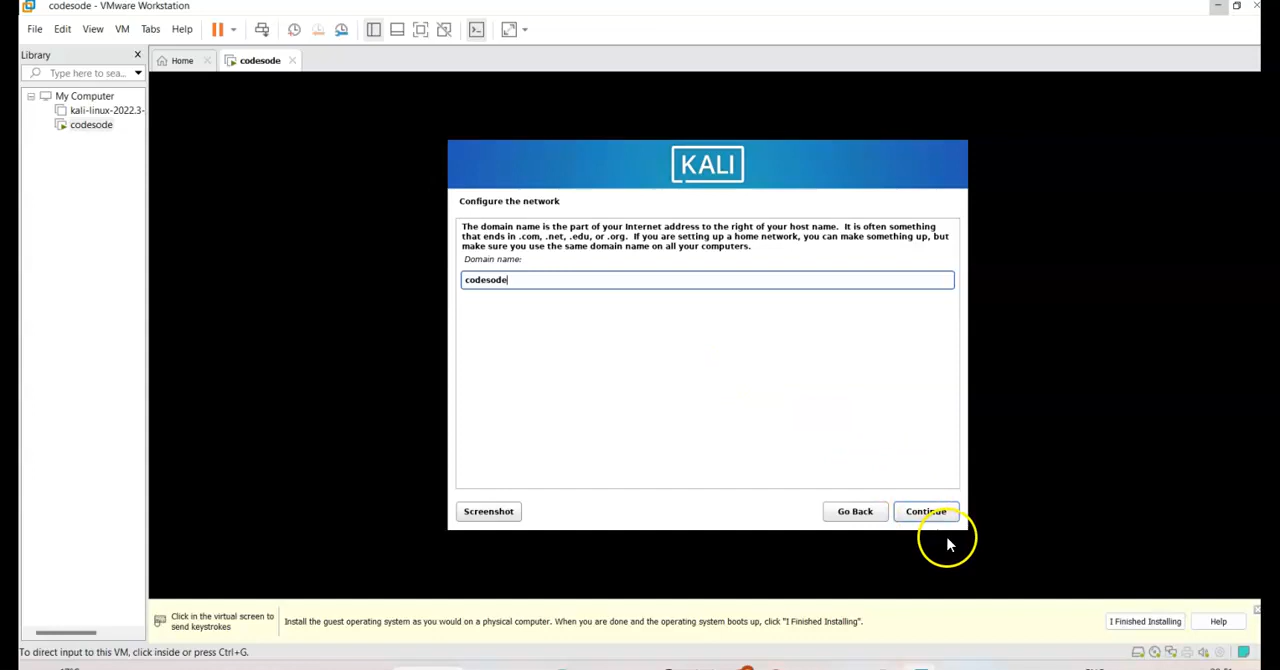 codesode - VMware Workstation
File Edit View VM Tabs Help
Library
Type here to sea...
Home
codesode
My Computer
kali-linux-2022.3-
codesode
KALI
Configure the network
The domain name is the part of your Internet address to the right of your host name. It is often something
that ends in .com, .net, .edu, or .org. If you are setting up a home network, you can make something up, but
make sure you use the same domain name on all your computers.
Domain name:
codesode
Screenshot
Go Back
Continue
Click in the virtual screen to
send keystrokes
Install the guest operating system as you would on a physical computer. When you are done and the operating system boots up, click "I Finished Installing".
I Finished Installing
Help
To direct input to this VM, click inside or press Ctrl+G.